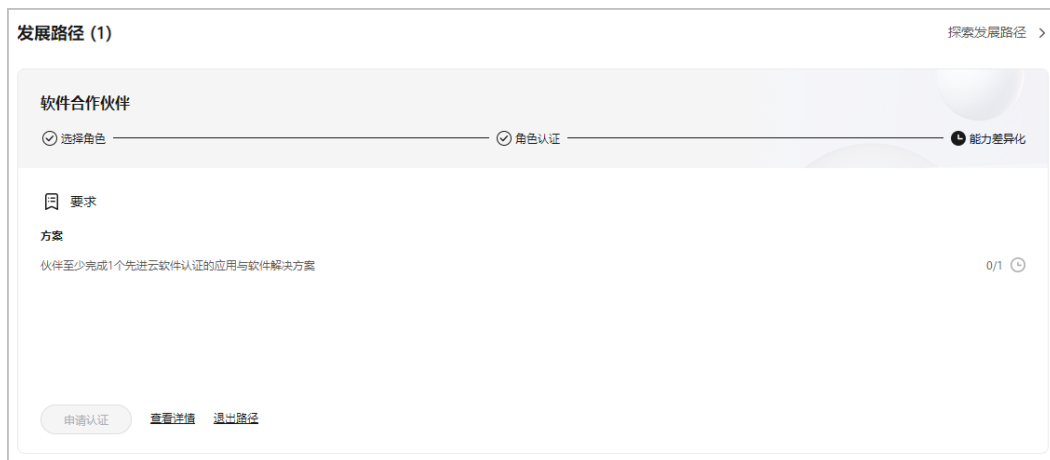 发展路径 (1)
探索发展路径
软件合作伙伴
选择角色
角色认证
能力差异化
要求
方案
伙伴至少完成1个先进云软件认证的应用与软件解决方案
0/1
申请认证
查看详情
退出路径